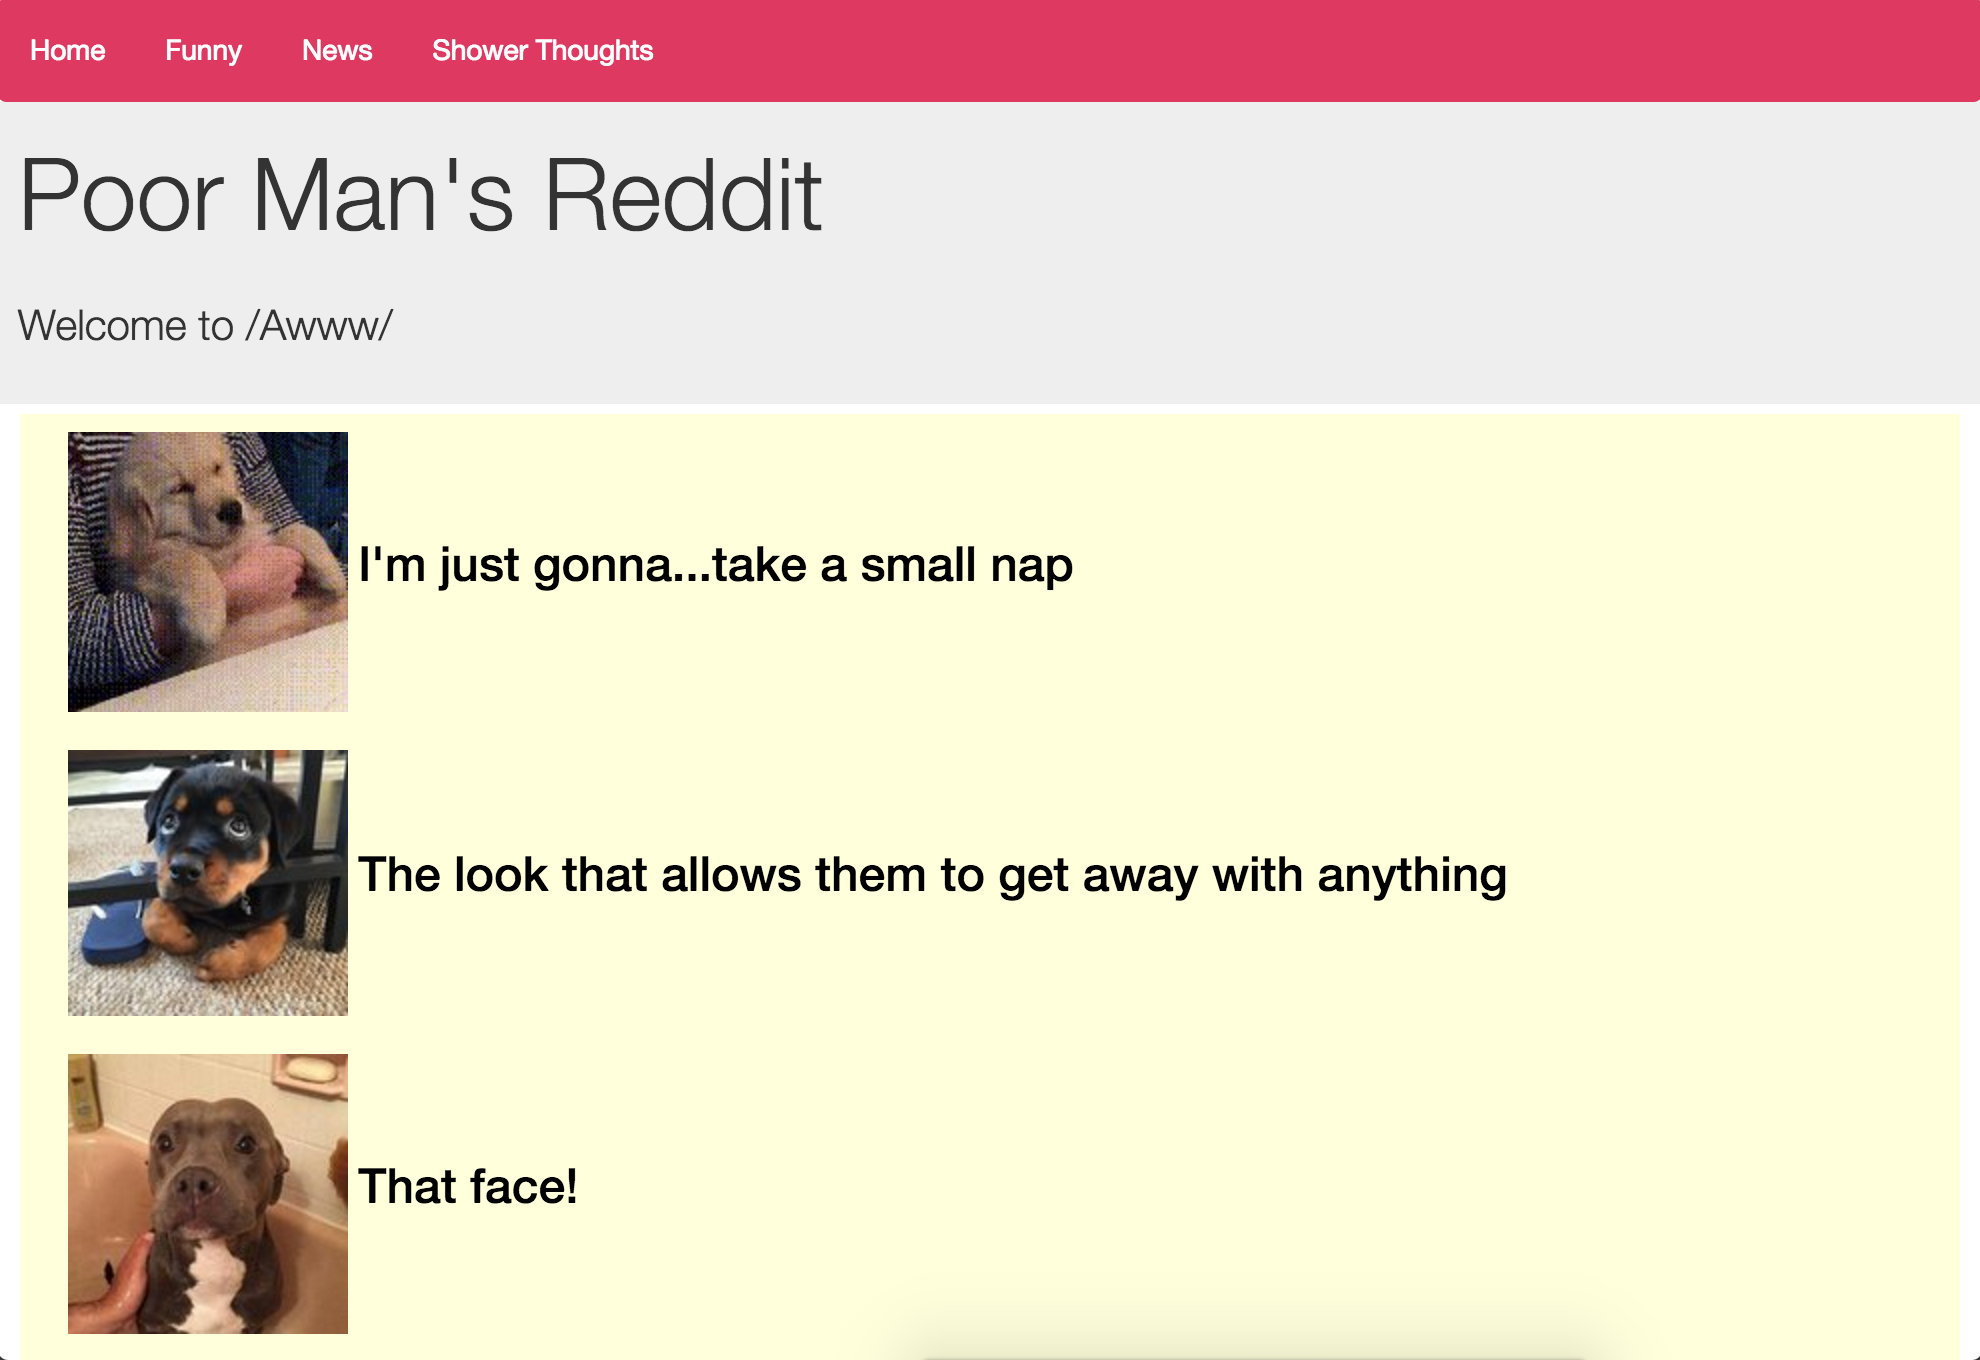 Home Funny News Shower Thoughts
Poor Man's Reddit
Welcome to /Awww/
I'm just gonna...take a small nap
The look that allows them to get away with anything
That face!